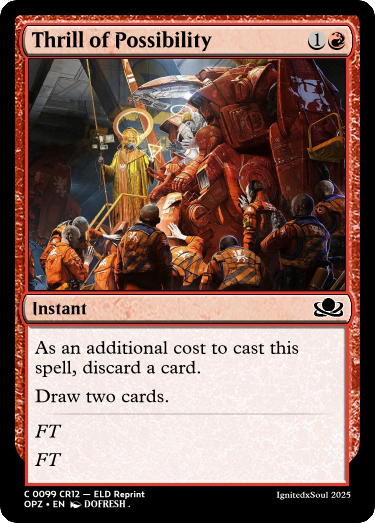 Thrill of Possibility 1
Instant
As an additional cost to cast this
spell, discard a card.
Draw two cards.
FT
FT
C 0099 CR12 — ELD Reprint
OPZ • EN DOFRESH . IgnitedxSoul 2025